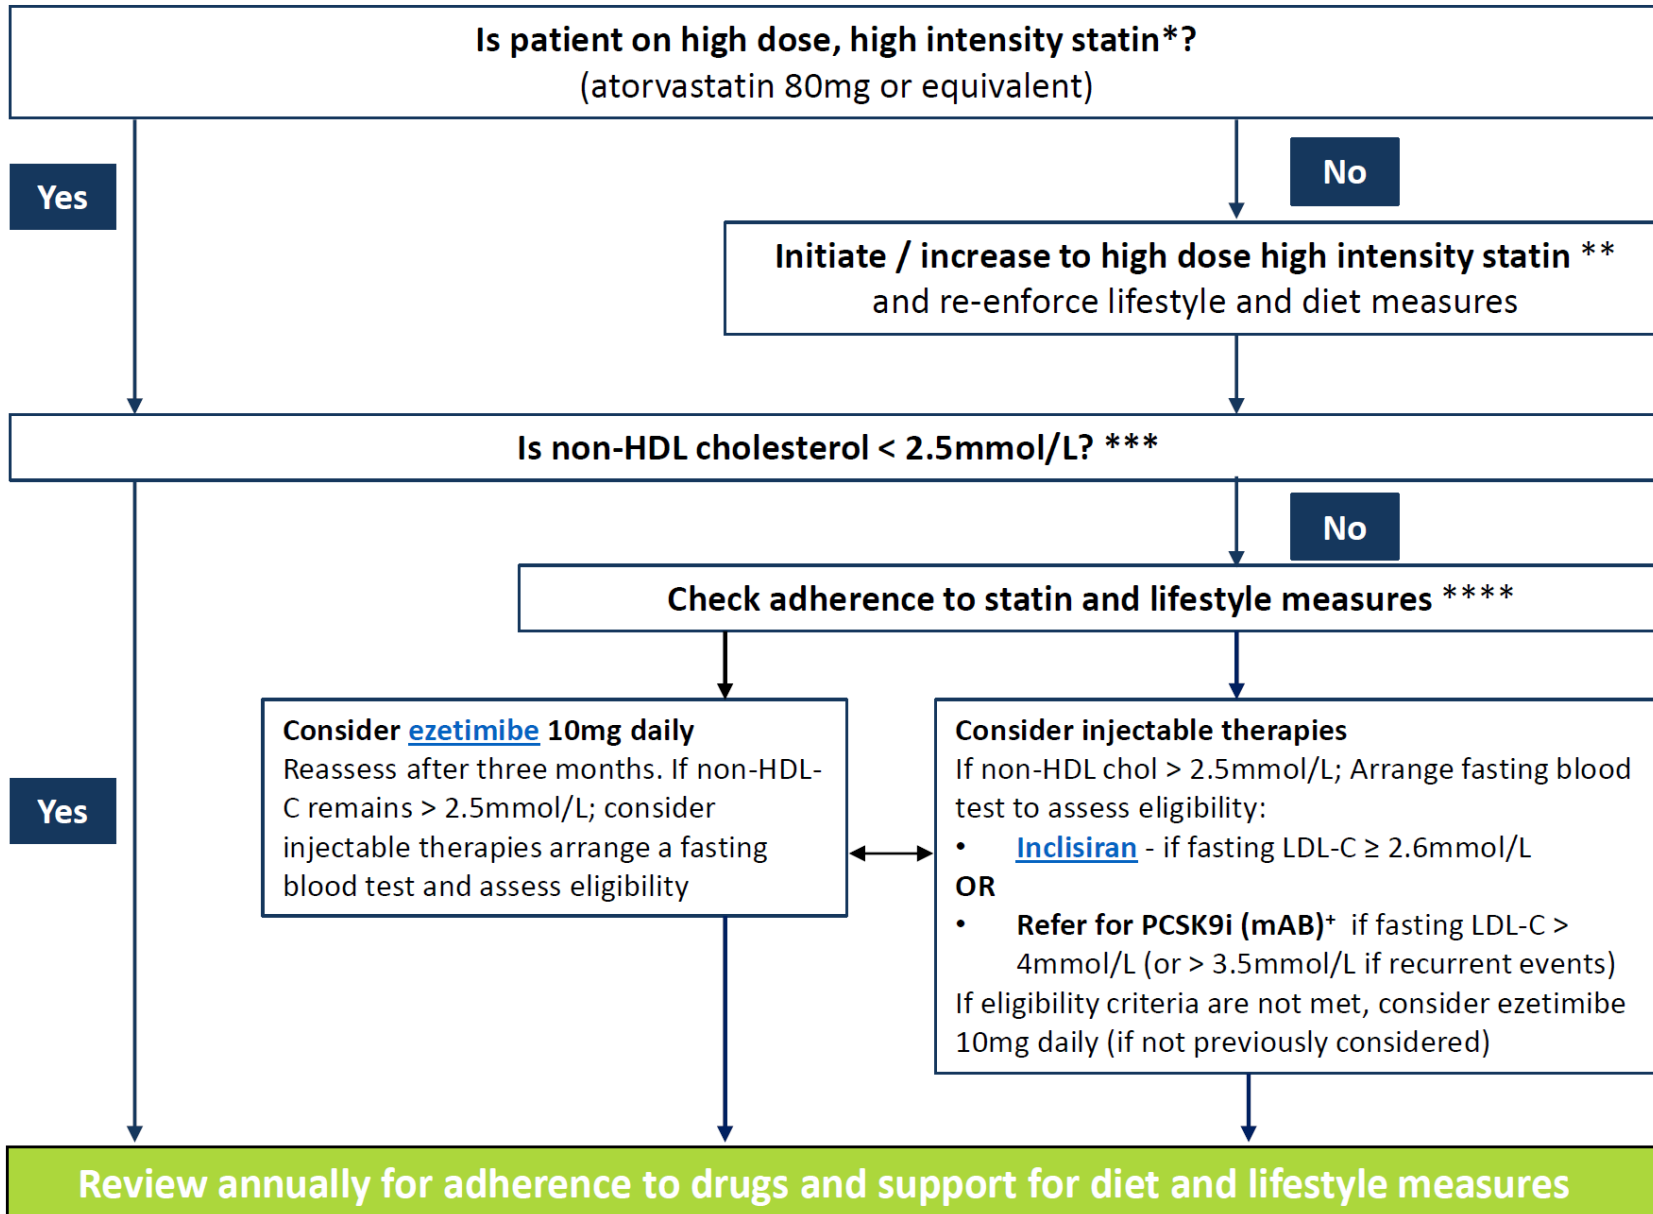 Is patient on high dose, high intensity statin*?
(atorvastatin 80mg or equivalent)
Yes
No
Initiate / increase to high dose high intensity statin **
and re-enforce lifestyle and diet measures
Is non-HDL cholesterol < 2.5mmol/L? ***
No
Check adherence to statin and lifestyle measures ****
Yes
Consider ezetimibe 10mg daily
Reassess after three months. If non-HDL-
C remains > 2.5mmol/L; consider
injectable therapies arrange a fasting
blood test and assess eligibility
Consider injectable therapies
If non-HDL chol > 2.5mmol/L; Arrange fasting blood
test to assess eligibility:
• Inclisiran - if fasting LDL-C ≥ 2.6mmol/L
OR
• Refer for PCSK9i (mAB)⁺ if fasting LDL-C >
4mmol/L (or > 3.5mmol/L if recurrent events)
If eligibility criteria are not met, consider ezetimibe
10mg daily (if not previously considered)
Review annually for adherence to drugs and support for diet and lifestyle measures